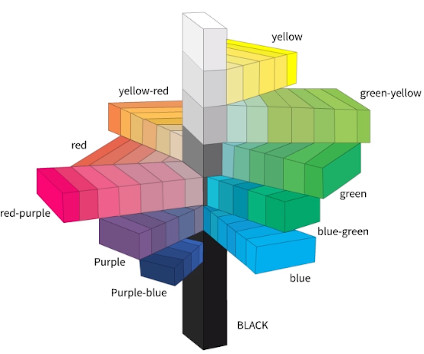 yellow
yellow-red
green-yellow
red
green
red-purple
blue-green
Purple
blue
Purple-blue
BLACK